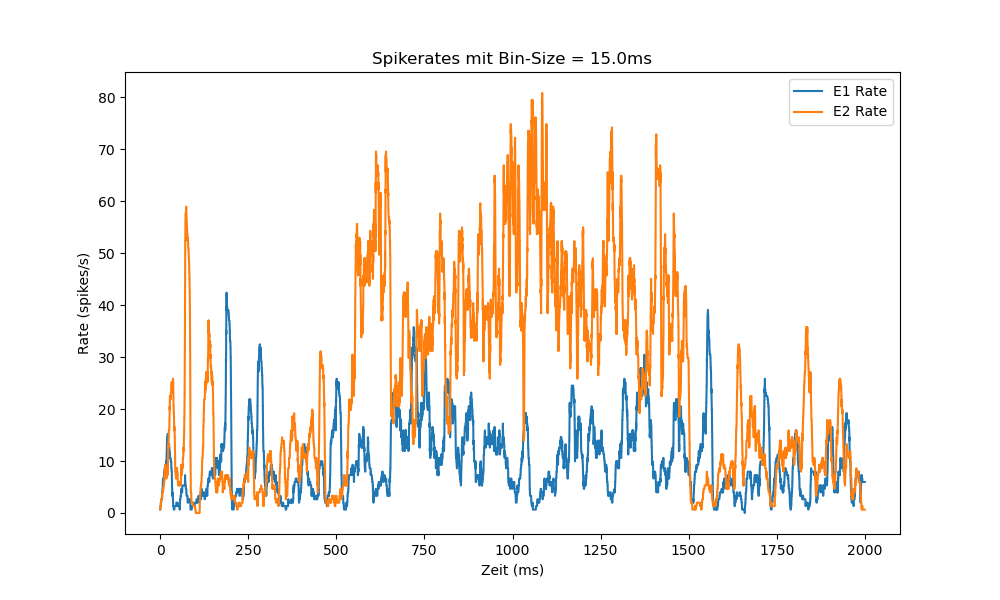 Spikerates mit Bin-Size = 15.0ms
E1 Rate
E2 Rate
Rate (spikes/s)
80
70
60
50
40
30
20
10
0
0 250 500 750 1000 1250 1500 1750 2000
Zeit (ms)